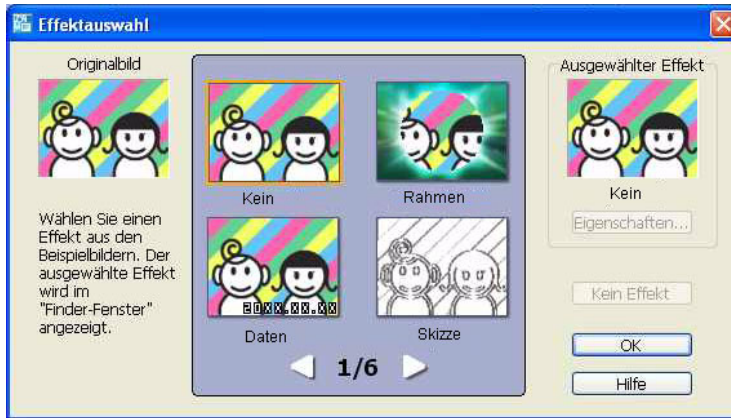 Effektauswahl
Originalbild
Wählen Sie einen
Effekt aus den
Beispielbildern. Der
ausgewählte Effekt
wird im
"Finder-Fenster"
angezeigt.
Kein
Rahmen
20XX.XX.XX
Daten
Skizze
1/6
Ausgewählter Effekt
Kein
Eigenschaften...
Kein Effekt
OK
Hilfe